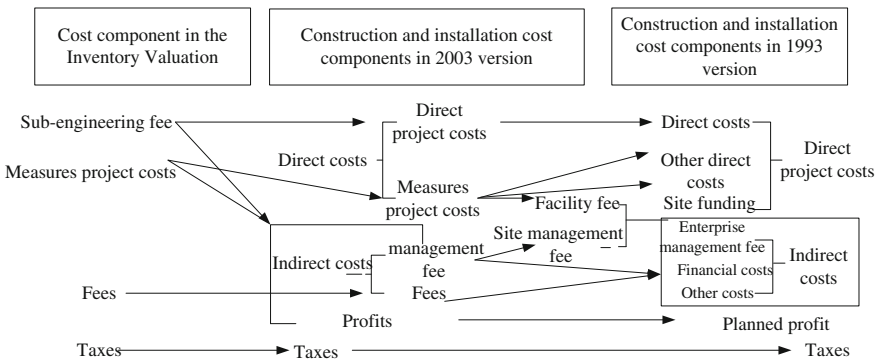 Cost component in the
Inventory Valuation
Construction and installation cost
components in 2003 version
Construction and installation
cost components in 1993
version
Sub-engineering fee
Measures project costs
Fees
Taxes
Direct costs
Direct
project costs
Measures
project costs
Indirect costs
management
fee
Fees
Profits
Taxes
Facility fee
Site management
fee
Direct costs
Other direct
costs
Site funding
Direct
project costs
Enterprise
management fee
Financial costs
Other costs
Indirect
costs
Planned profit
Taxes